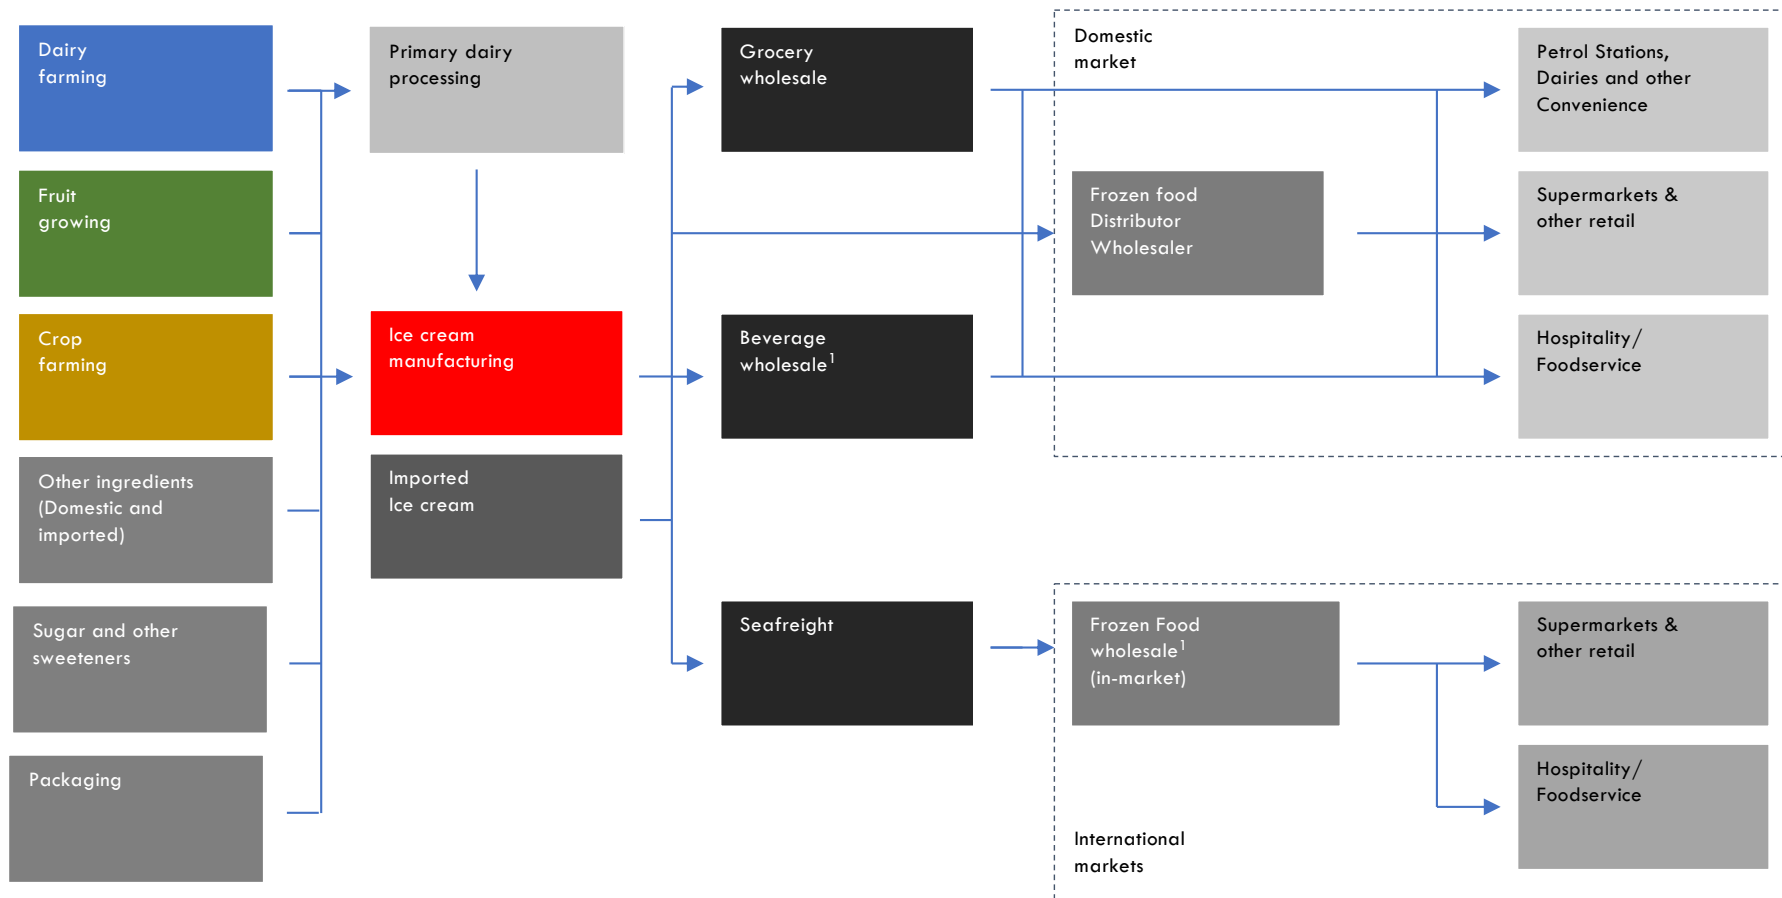 Dairy
farming
Primary dairy
processing
Grocery
wholesale
Domestic
market
Petrol Stations,
Dairies and other
Convenience
Fruit
growing
Frozen food
Distributor
Wholesaler
Supermarkets &
other retail
Crop
farming
Ice cream
manufacturing
Beverage
wholesale¹
Hospitality/
Foodservice
Other ingredients
(Domestic and
imported)
Imported
Ice cream
Sugar and other
sweeteners
Seafreight
Frozen Food
wholesale¹
(in-market)
Supermarkets &
other retail
Packaging
Hospitality/
Foodservice
International
markets